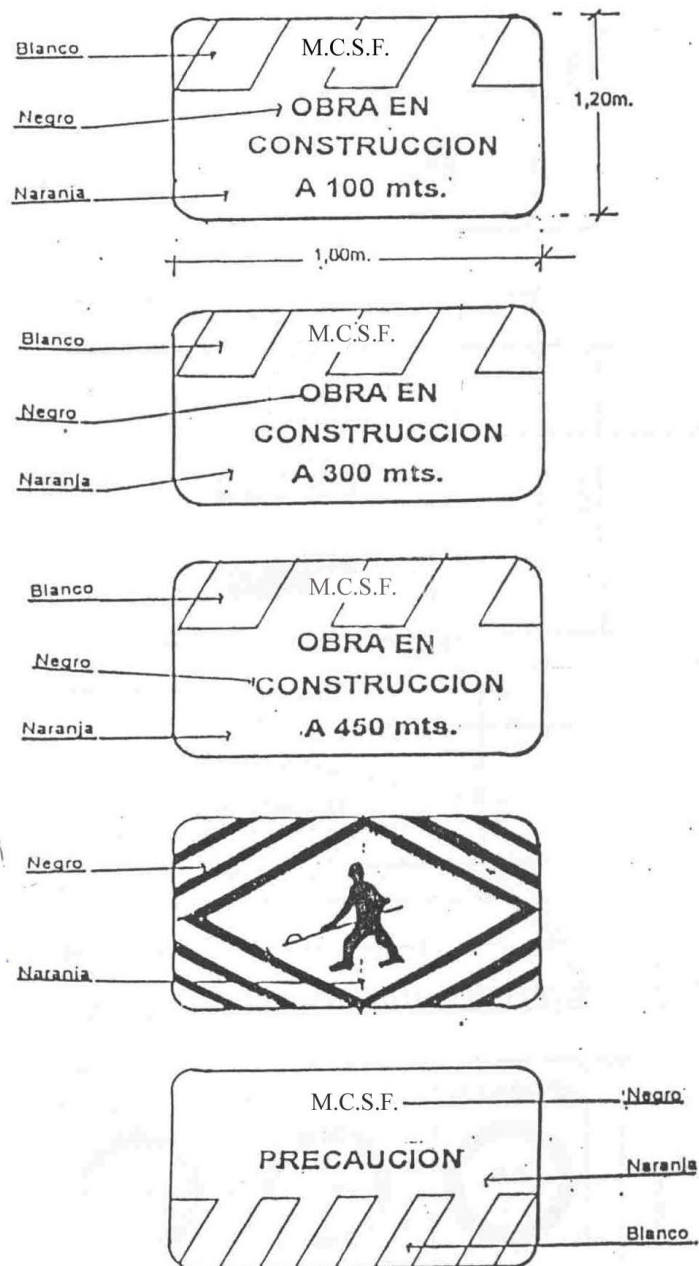 Blanco
M.C.S.F.
Negro
OBRA EN
CONSTRUCCION
Naranja
A 100 mts.
1,20m.
1,80m.
Blanco
M.C.S.F.
Negro
OBRA EN
CONSTRUCCION
Naranja
A 300 mts.
Blanco
M.C.S.F.
Negro
OBRA EN
CONSTRUCCION
Naranja
A 450 mts.
Negro
Naranja
M.C.S.F.
Negro
PRECAUCION
Naranja
Blanco